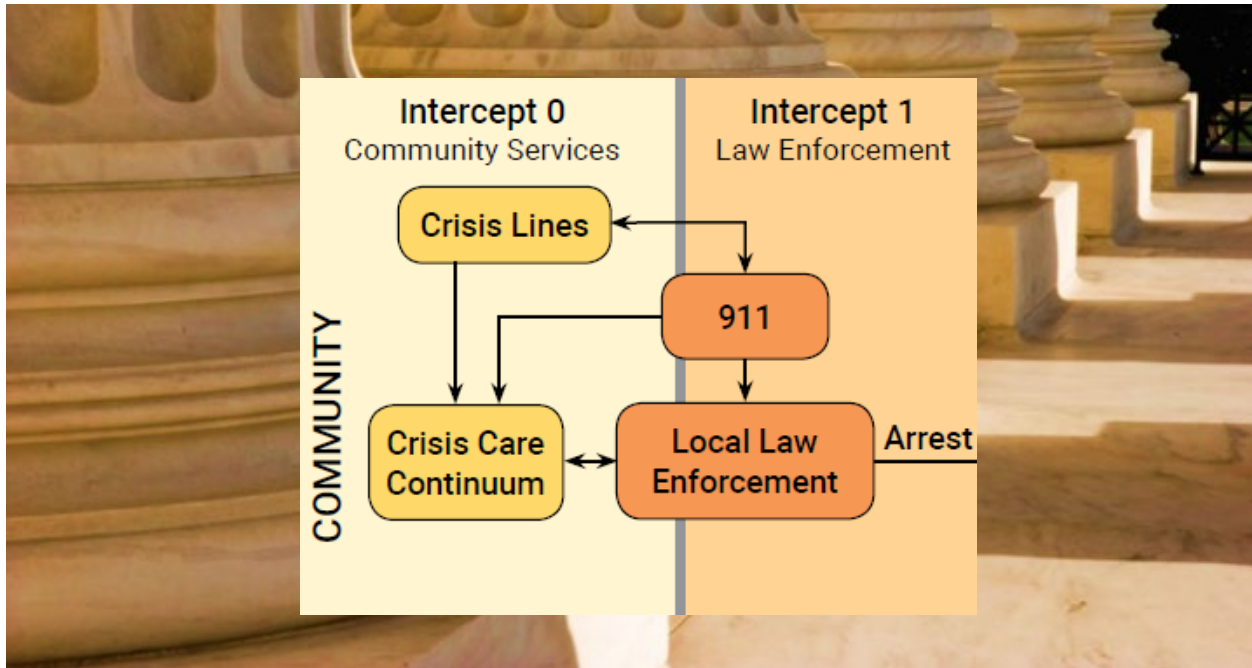 Intercept 0
Community Services
Intercept 1
Law Enforcement
Crisis Lines
911
COMMUNITY
Crisis Care
Continuum
Local Law
Enforcement
Arrest